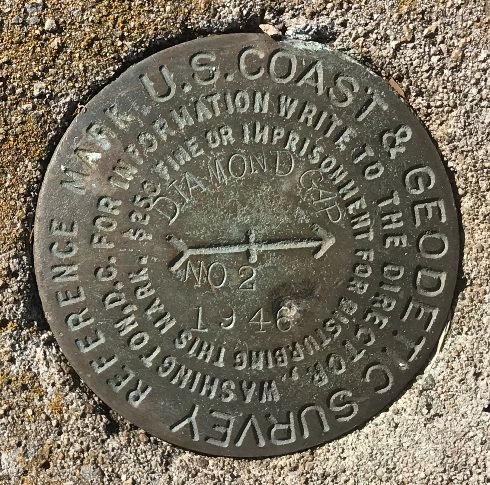 U.S. COAST & GEODETIC SURVEY REFERENCE MARK
FOR INFORMATION WRITE TO THE DIRECTOR, WASHINGTON, D.C.
$250 FINE OR IMPRISONMENT FOR DISTURBING THIS MARK.
DIAMOND GAP
NO 2
1946